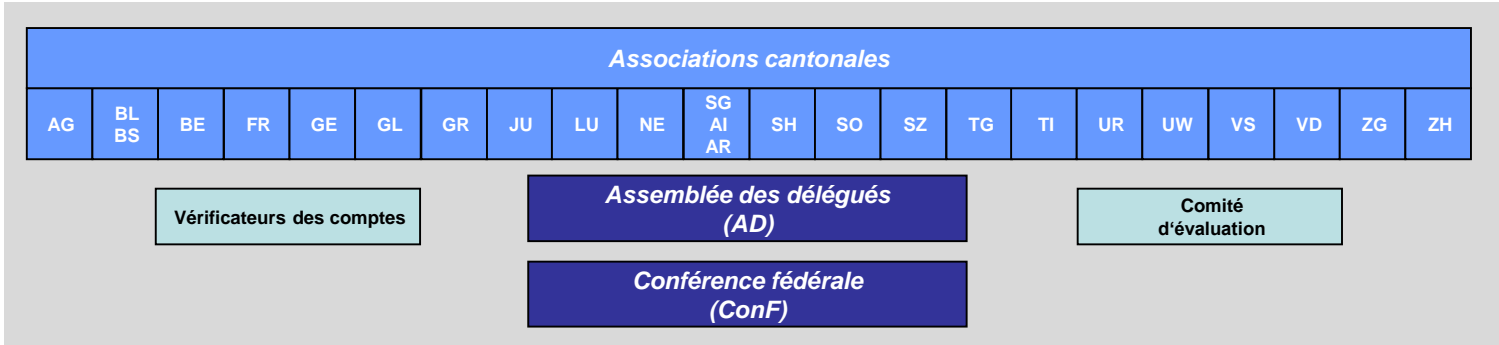 Associations cantonales
AG
BL
BS
BE
FR
GE
GL
GR
JU
LU
NE
SG
AI
AR
SH
SO
SZ
TG
TI
UR
UW
VS
VD
ZG
ZH
Vérificateurs des comptes
Assemblée des délégués
(AD)
Comité
d‘évaluation
Conférence fédérale
(ConF)